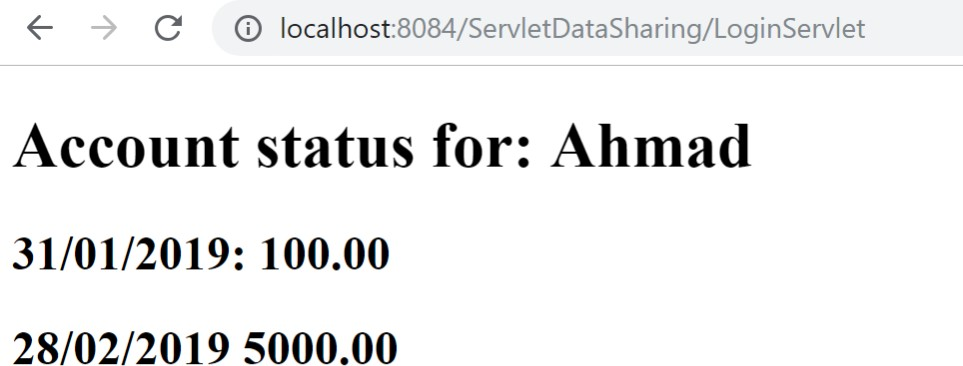 localhost:8084/ServletDataSharing/LoginServlet
Account status for: Ahmad
31/01/2019: 100.00
28/02/2019 5000.00